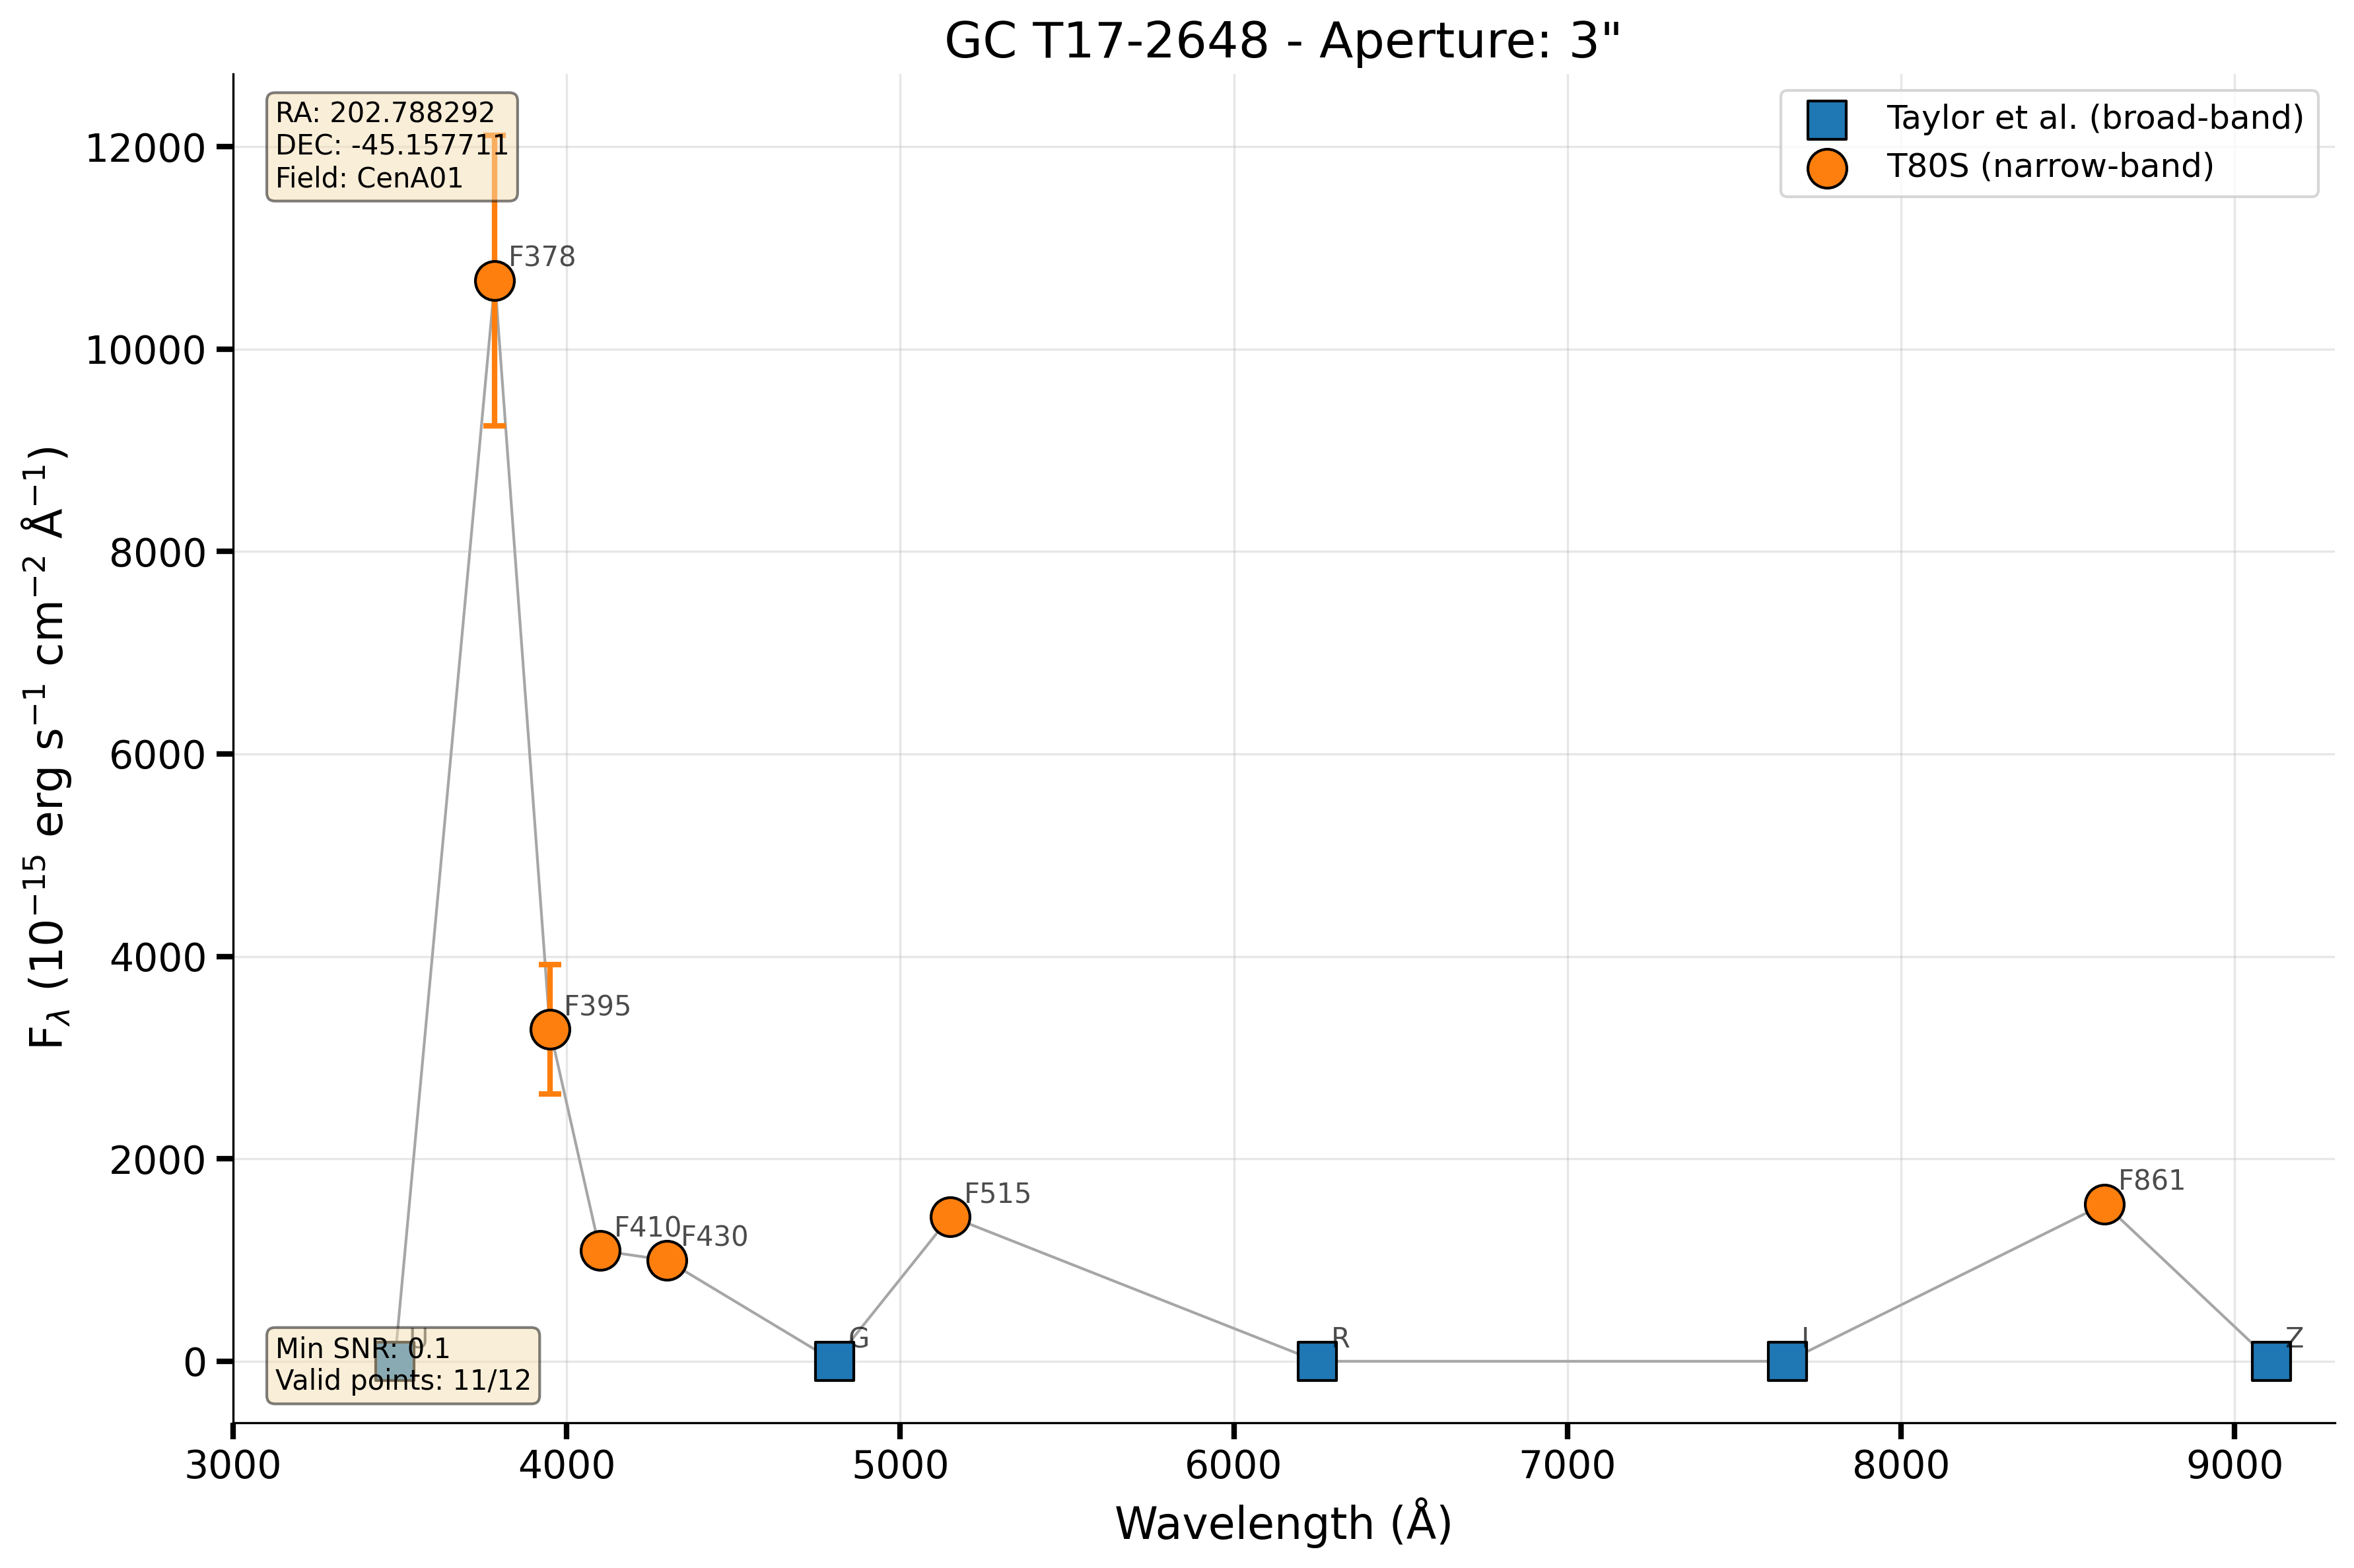 GC T17-2648 - Aperture: 3"
RA: 202.788292
DEC: -45.157711
Field: CenA01
Taylor et al. (broad-band)
T80S (narrow-band)
F378
F395
F410
F430
F515
F861
U
G
R
I
Z
Min SNR: 0.1
Valid points: 11/12
12000
10000
8000
6000
4000
2000
0
3000 4000 5000 6000 7000 8000 9000
Wavelength (Å)
Fλ (10⁻¹⁵ erg s⁻¹ cm⁻² Å⁻¹)